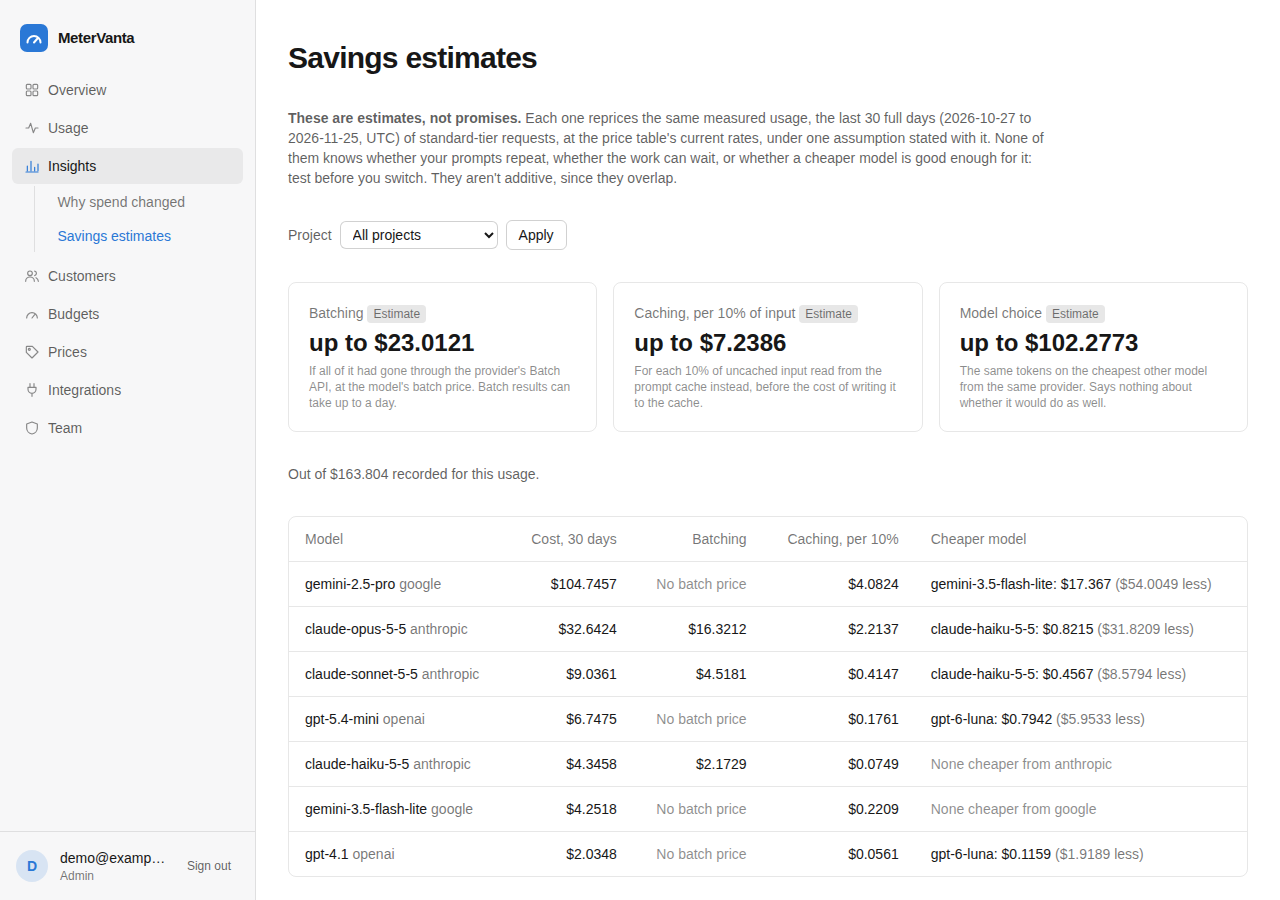 MeterVanta
Overview
Usage
Insights
Why spend changed
Savings estimates
Customers
Budgets
Prices
Integrations
Team
D
demo@examp…
Admin
Sign out
Savings estimates
These are estimates, not promises. Each one reprices the same measured usage, the last 30 full days (2026-10-27 to
2026-11-25, UTC) of standard-tier requests, at the price table's current rates, under one assumption stated with it. None of
them knows whether your prompts repeat, whether the work can wait, or whether a cheaper model is good enough for it:
test before you switch. They aren't additive, since they overlap.
Project All projects Apply
Batching Estimate
up to $23.0121
If all of it had gone through the provider's Batch
API, at the model's batch price. Batch results can
take up to a day.
Caching, per 10% of input Estimate
up to $7.2386
For each 10% of uncached input read from the
prompt cache instead, before the cost of writing it
to the cache.
Model choice Estimate
up to $102.2773
The same tokens on the cheapest other model
from the same provider. Says nothing about
whether it would do as well.
Out of $163.804 recorded for this usage.
Model Cost, 30 days Batching Caching, per 10% Cheaper model
gemini-2.5-pro google $104.7457 No batch price $4.0824 gemini-3.5-flash-lite: $17.367 ($54.0049 less)
claude-opus-5-5 anthropic $32.6424 $16.3212 $2.2137 claude-haiku-5-5: $0.8215 ($31.8209 less)
claude-sonnet-5-5 anthropic $9.0361 $4.5181 $0.4147 claude-haiku-5-5: $0.4567 ($8.5794 less)
gpt-5.4-mini openai $6.7475 No batch price $0.1761 gpt-6-luna: $0.7942 ($5.9533 less)
claude-haiku-5-5 anthropic $4.3458 $2.1729 $0.0749 None cheaper from anthropic
gemini-3.5-flash-lite google $4.2518 No batch price $0.2209 None cheaper from google
gpt-4.1 openai $2.0348 No batch price $0.0561 gpt-6-luna: $0.1159 ($1.9189 less)